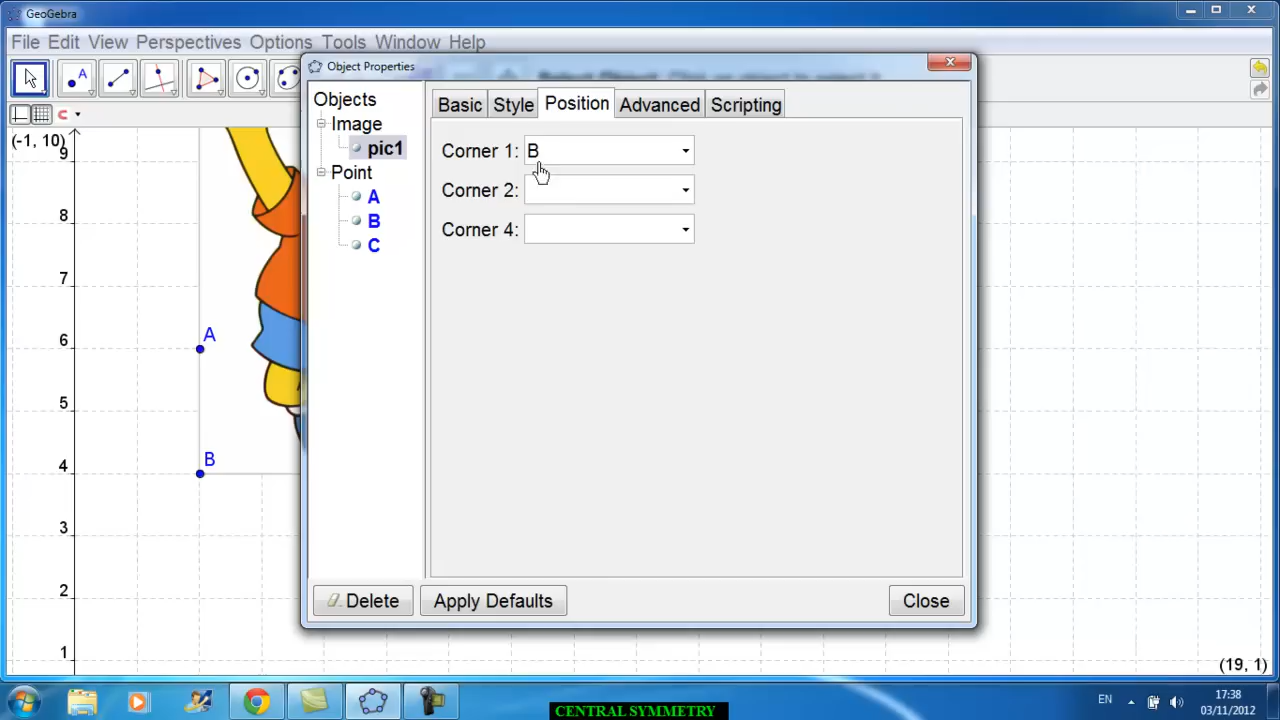 GeoGebra
File Edit View Perspectives Options Tools Window Help
A
Object Properties
Objects
Image
pic1
Point
A
B
C
Basic Style Position Advanced Scripting
Corner 1: B
Corner 2:
Corner 4:
Delete Apply Defaults Close
(-1, 10)
9
8
7
6
5
4
3
2
1
A
B
(19, 1)
EN
17:38
03/11/2012
CENTRAL SYMMETRY